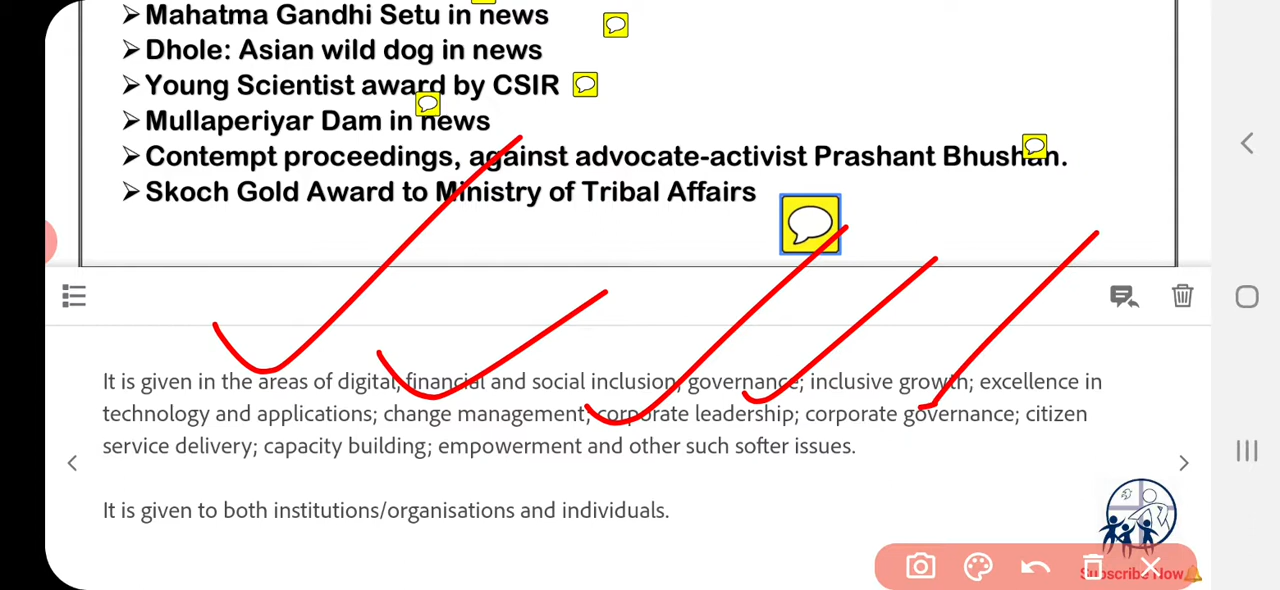 ➢Mahatma Gandhi Setu in news
➢Dhole: Asian wild dog in news
➢Young Scientist award by CSIR
➢Mullaperiyar Dam in news
➢Contempt proceedings, against advocate-activist Prashant Bhushan.
➢Skoch Gold Award to Ministry of Tribal Affairs
It is given in the areas of digital, financial and social inclusion; governance; inclusive growth; excellence in
technology and applications; change management; corporate leadership; corporate governance; citizen
service delivery; capacity building; empowerment and other such softer issues.
It is given to both institutions/organisations and individuals.
Subscribe Now